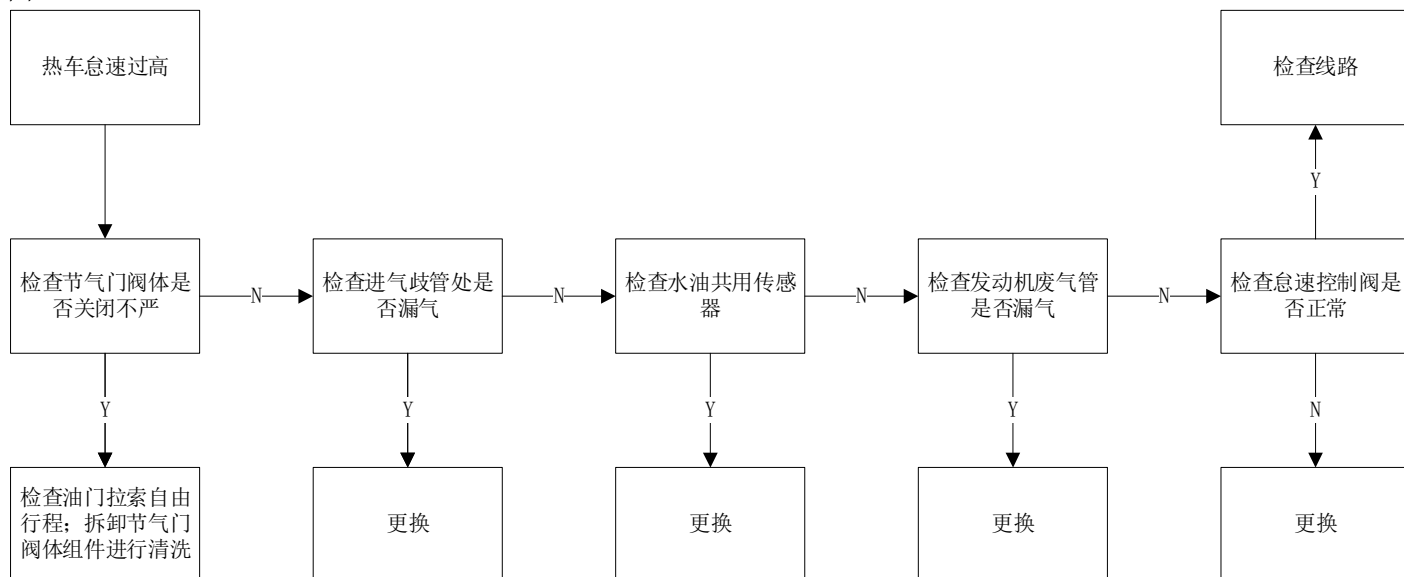 热车怠速过高
检查线路
Y
检查节气门阀体是
否关闭不严
N
检查进气歧管处是
否漏气
N
检查水油共用传感
器
N
检查发动机废气管
是否漏气
N
检查怠速控制阀是
否正常
Y
Y
Y
Y
N
检查油门拉索自由
行程；拆卸节气门
阀体组件进行清洗
更换
更换
更换
更换